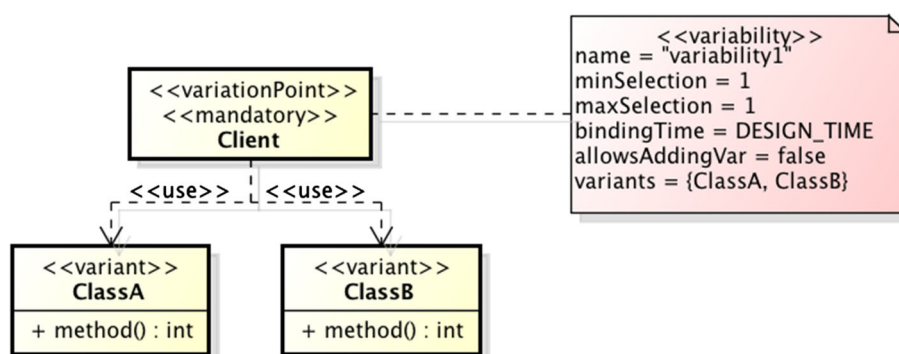 <<variability>>
name = "variability1"
minSelection = 1
maxSelection = 1
bindingTime = DESIGN_TIME
allowsAddingVar = false
variants = {ClassA, ClassB}
<<variationPoint>>
<<mandatory>>
Client
<<use>> <<use>>
<<variant>>
ClassA
+ method() : int
<<variant>>
ClassB
+ method() : int